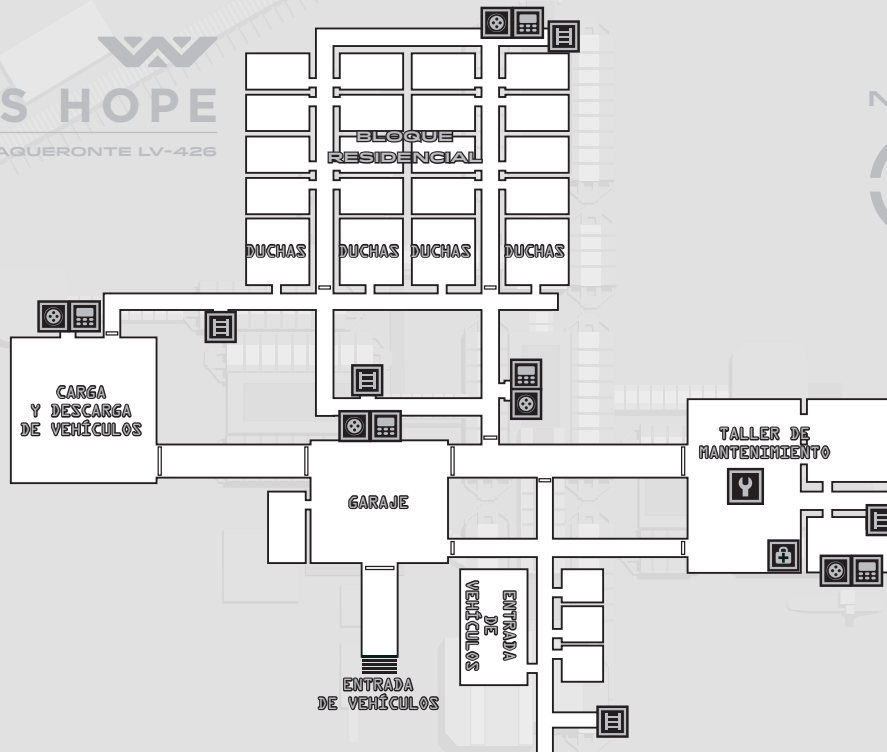 S HOPE
AQUERONTE LV-426
N
BLOQUE
RESIDENCIAL
DUCHAS
DUCHAS
DUCHAS
DUCHAS
CARGA
Y DESCARGA
DE VEHÍCULOS
TALLER DE
MANTENIMIENTO
GARAJE
ENTRADA
DE
VEHÍCULOS
ENTRADA
DE VEHÍCULOS